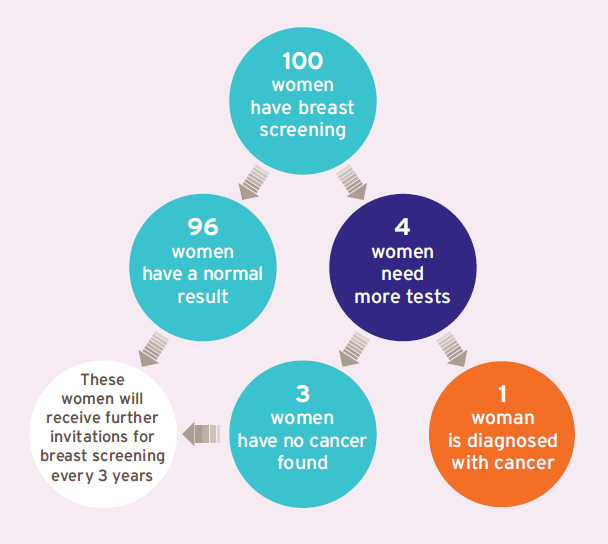 100
women
have breast
screening
96
women
have a normal
result
4
women
need
more tests
These
women will
receive further
invitations for
breast screening
every 3 years
3
women
have no cancer
found
1
woman
is diagnosed
with cancer